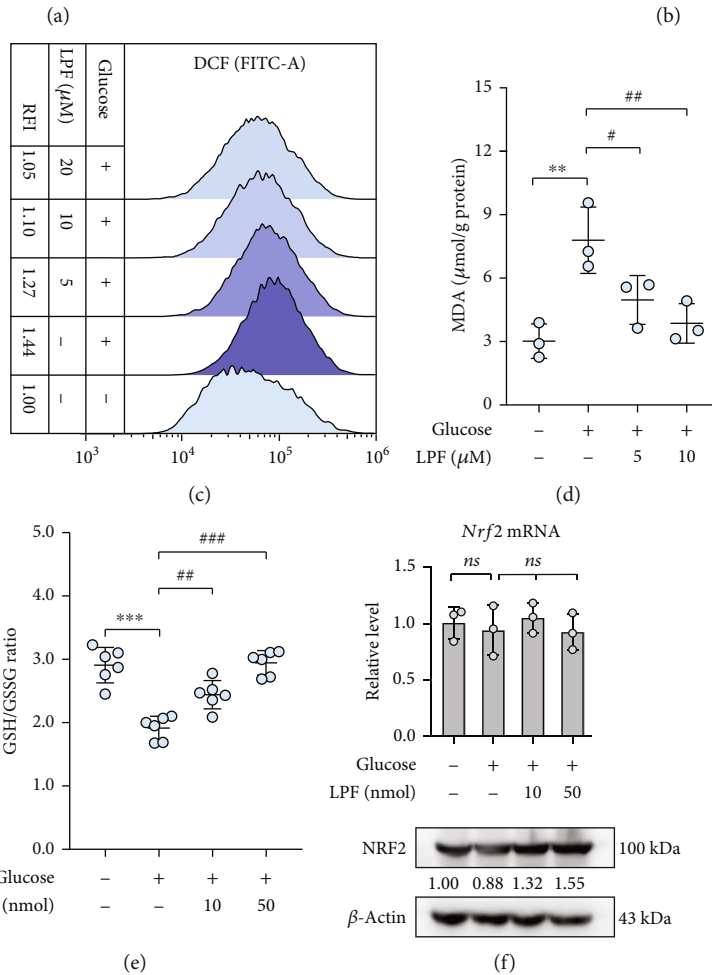 (a)
(b)
DCF (FITC-A)
Glucose + + + + –
LPF (μM) 20 10 5 – –
RFI 1.05 1.10 1.27 1.44 1.00
10³ 10⁴ 10⁵ 10⁶
(c)
MDA (μmol/g protein)
15
12
9
6
3
0
##
#
**
Glucose – + + +
LPF (μM) – – 5 10
(d)
GSH/GSSG ratio
5.0
4.0
3.0
2.0
1.0
0.0
###
##
***
Glucose – + + +
(nmol) – – 10 50
(e)
Nrf2 mRNA
Relative level
1.5
1.0
0.5
0.0
ns ns
Glucose – + + +
LPF (nmol) – – 10 50
NRF2 100 kDa
1.00 0.88 1.32 1.55
β-Actin 43 kDa
(f)